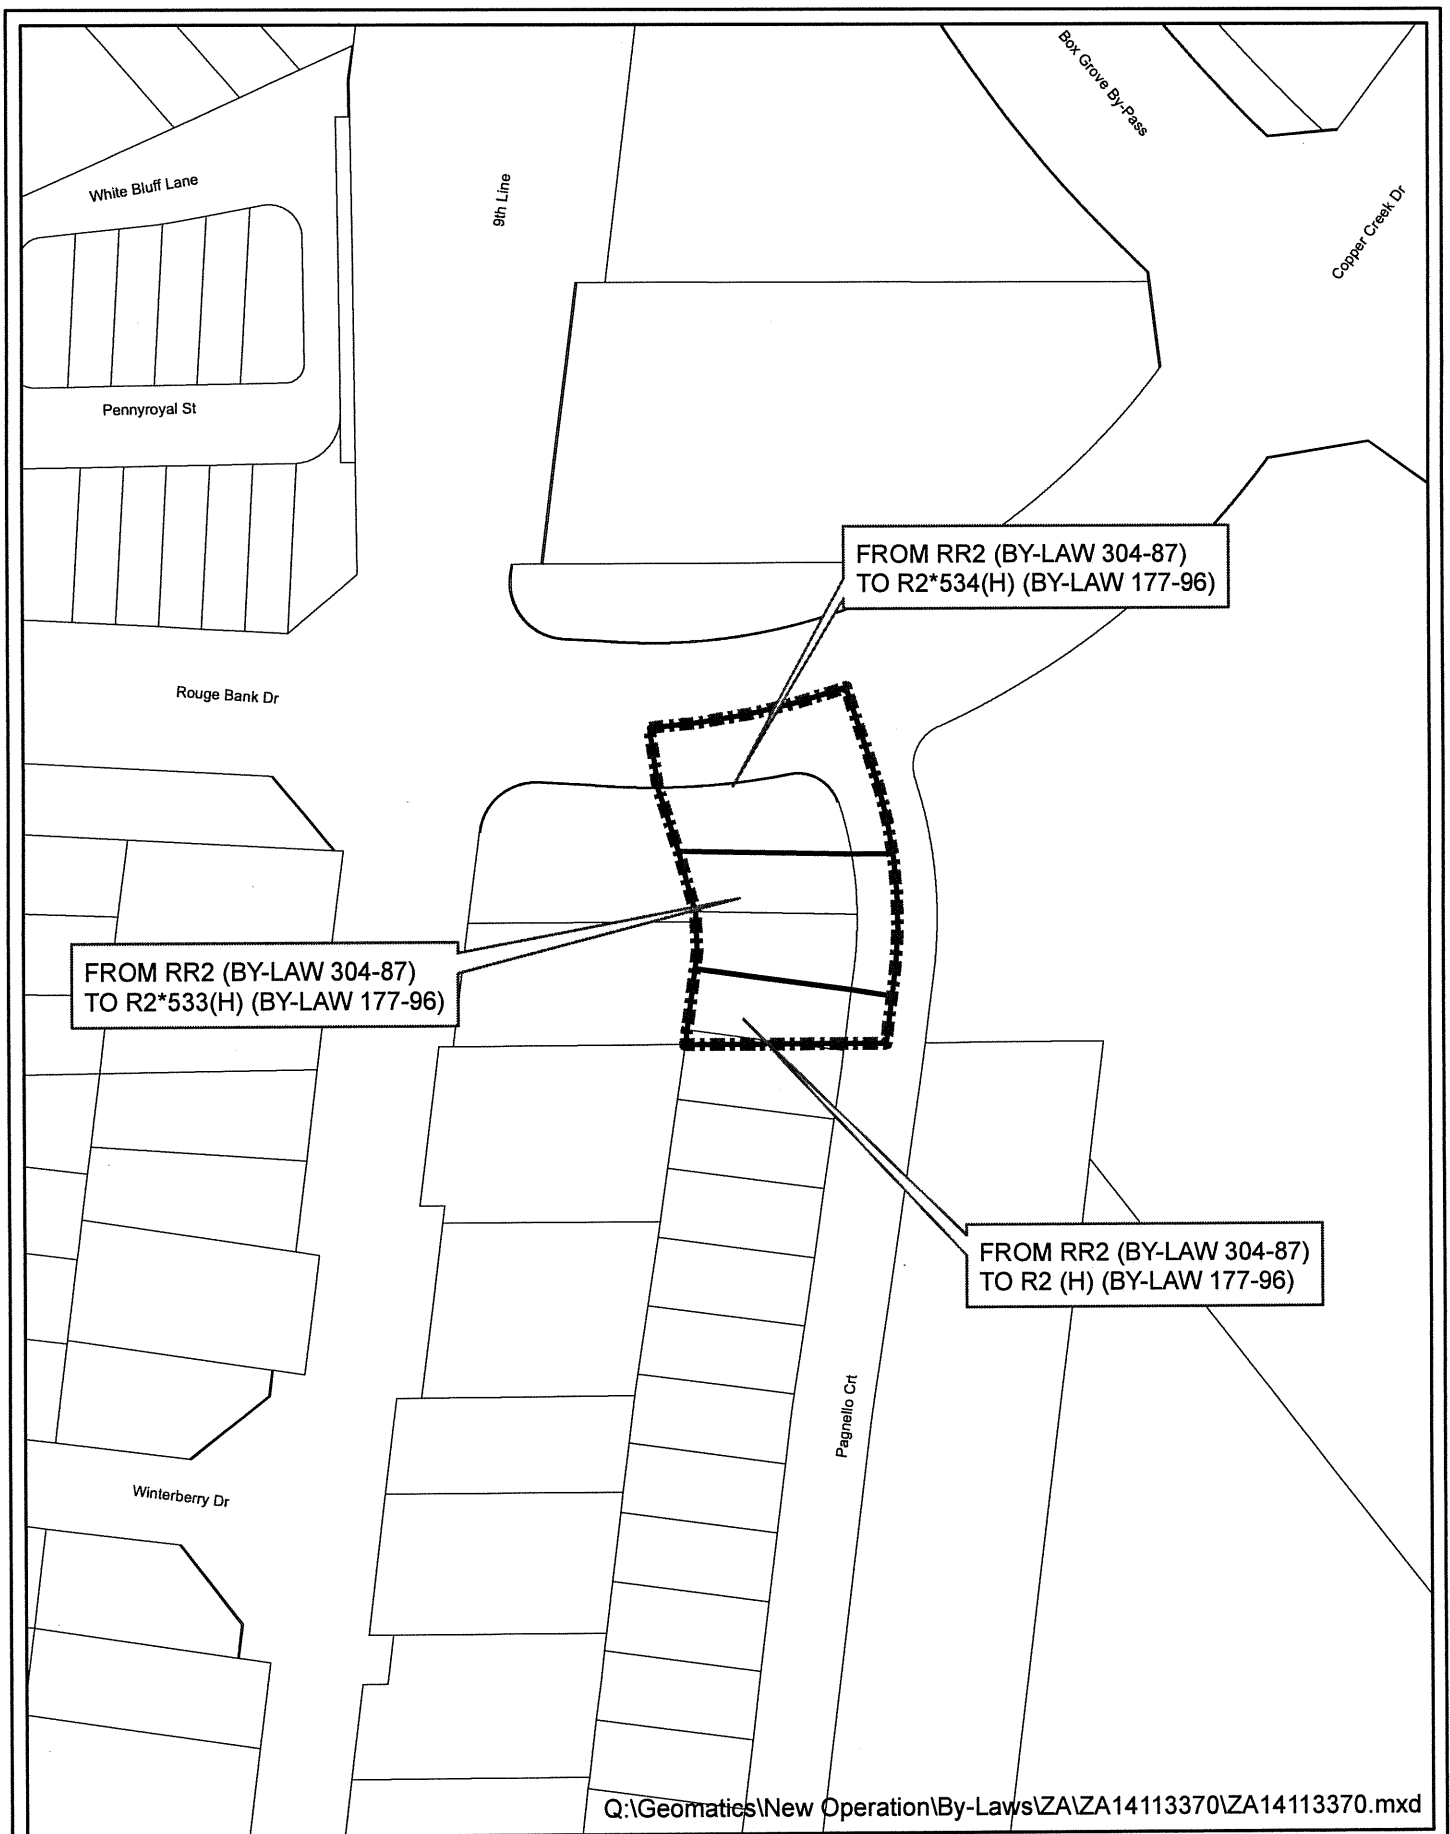 Box Grove By-Pass
White Bluff Lane
9th Line
Copper Creek Dr
Pennyroyal St
FROM RR2 (BY-LAW 304-87)
TO R2*534(H) (BY-LAW 177-96)
Rouge Bank Dr
FROM RR2 (BY-LAW 304-87)
TO R2*533(H) (BY-LAW 177-96)
FROM RR2 (BY-LAW 304-87)
TO R2 (H) (BY-LAW 177-96)
Pagnello Crt
Winterberry Dr
Q:\Geomatics\New Operation\By-Laws\ZA\ZA14113370\ZA14113370.mxd